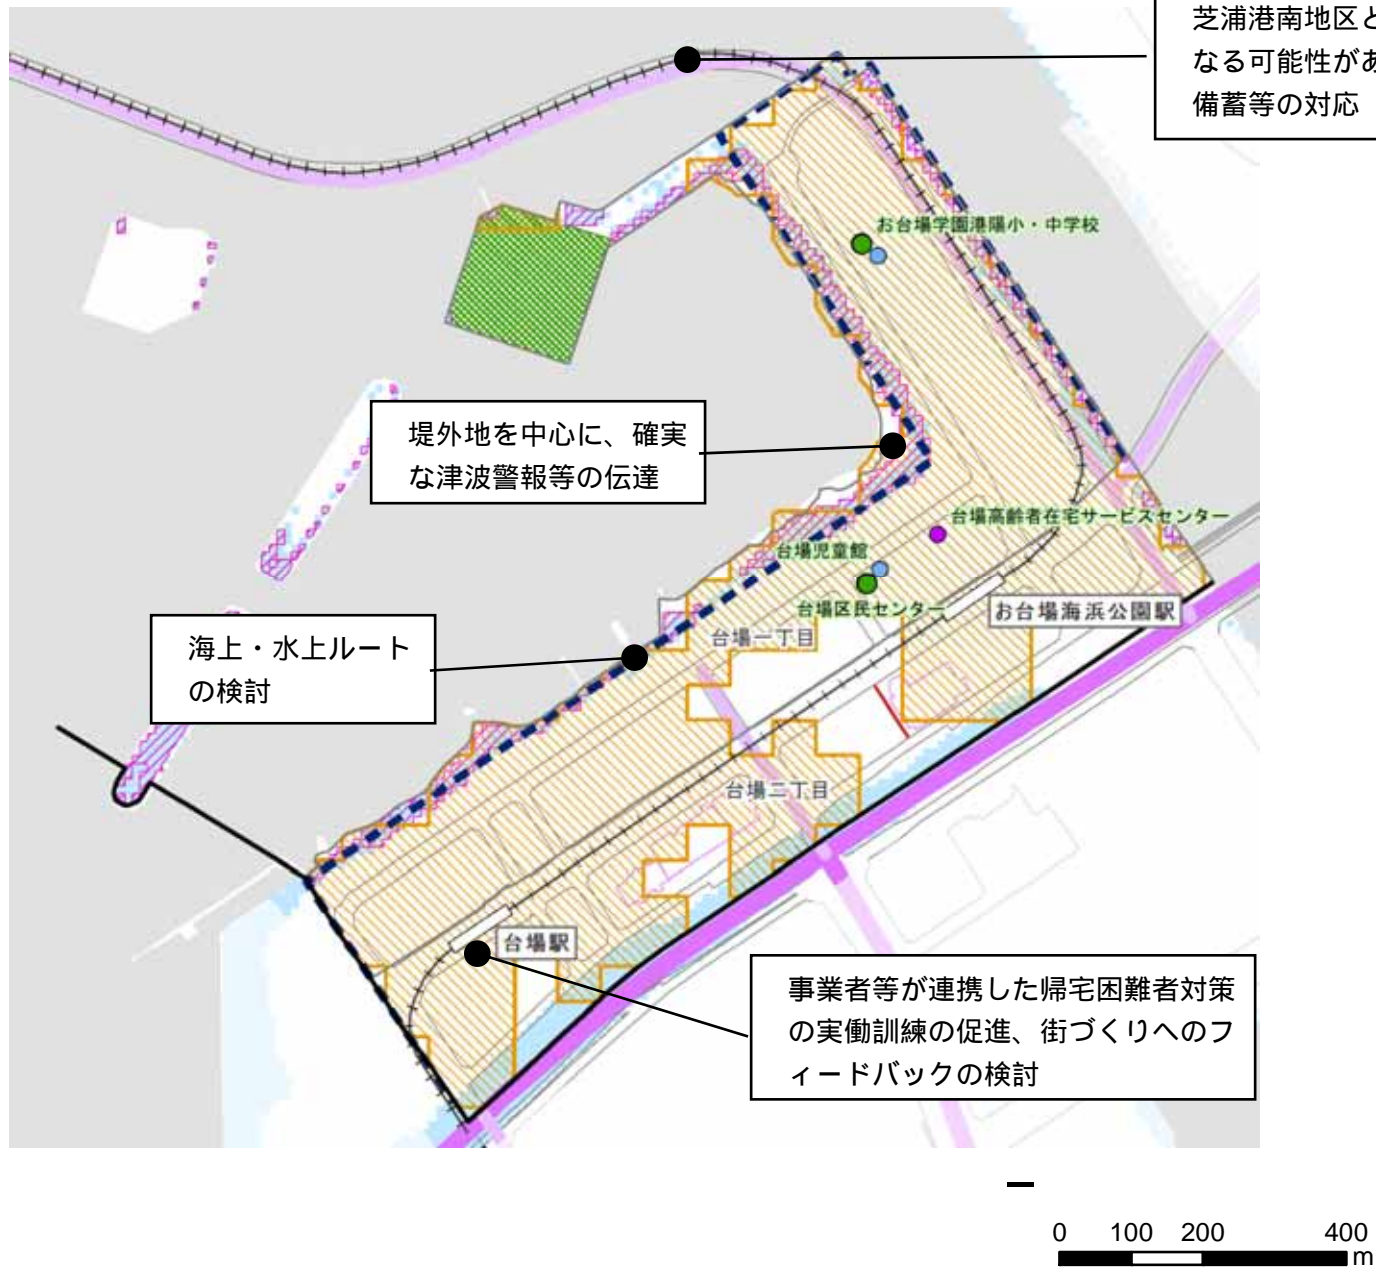 芝浦港南地区と
なる可能性があ
備蓄等の対応
お台場学園港陽小・中学校
堤外地を中心に、確実
な津波警報等の伝達
台場高齢者在宅サービスセンター
台場児童館
台場区民センター
お台場海浜公園駅
台場一丁目
海上・水上ルート
の検討
台場二丁目
台場駅
事業者等が連携した帰宅困難者対策
の実働訓練の促進、街づくりへのフ
ィードバックの検討
0 100 200 400
m